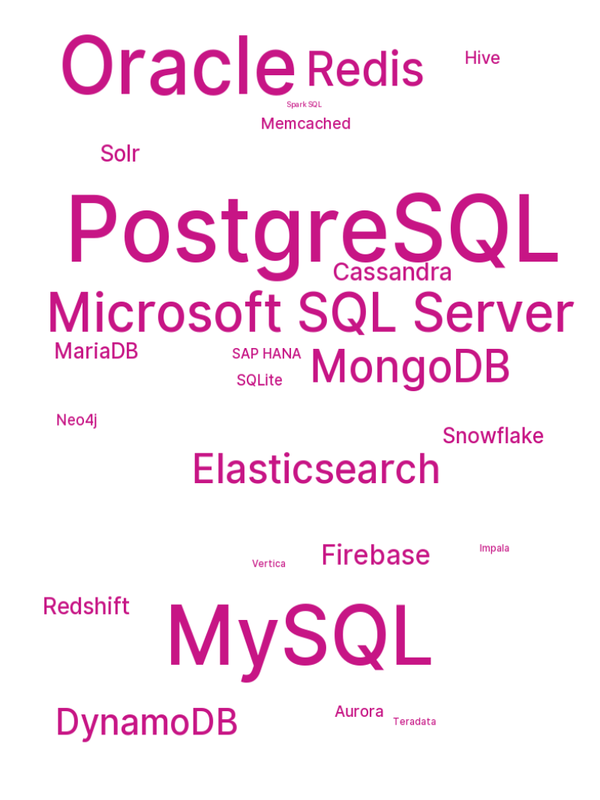 Oracle
Redis
Hive
Spark SQL
Memcached
Solr
PostgreSQL
Cassandra
Microsoft SQL Server
MariaDB
SAP HANA
MongoDB
SQLite
Neo4j
Snowflake
Elasticsearch
Firebase
Impala
Vertica
Redshift
MySQL
DynamoDB
Aurora
Teradata